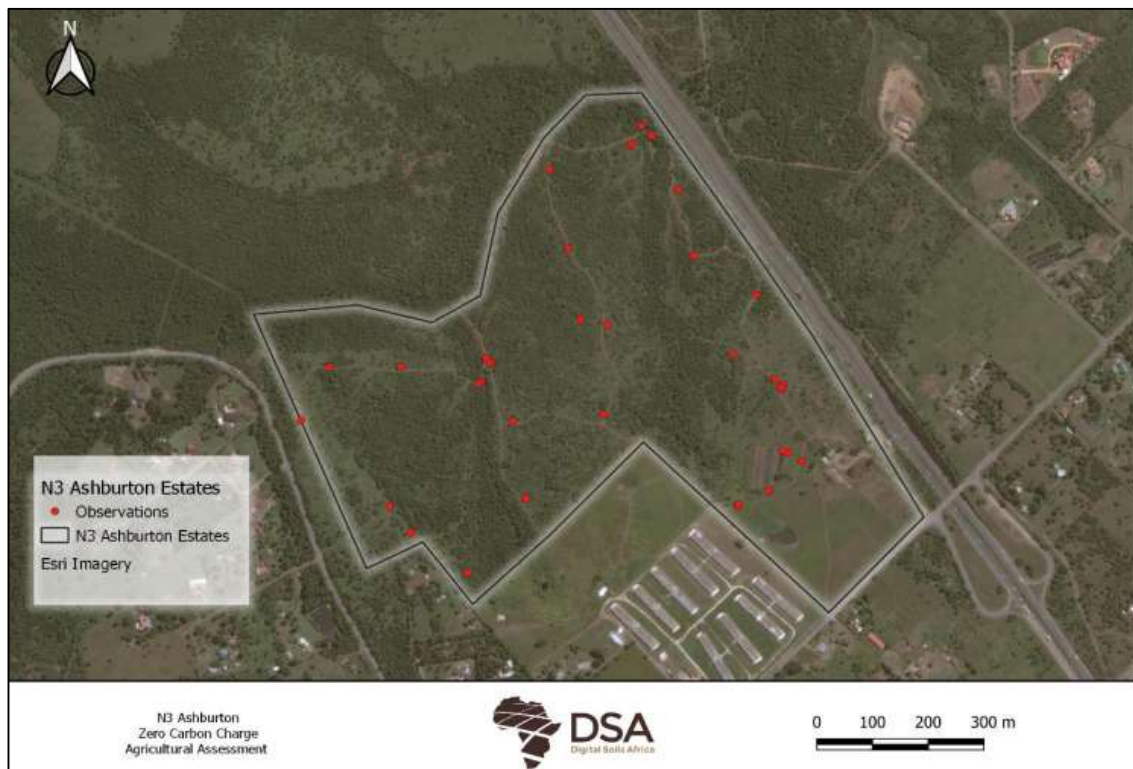 N
N3 Ashburton Estates
Observations
N3 Ashburton Estates
Esri Imagery
N3 Ashburton
Zero Carbon Charge
Agricultural Assessment
DSA
Digital Soils Africa
0 100 200 300 m